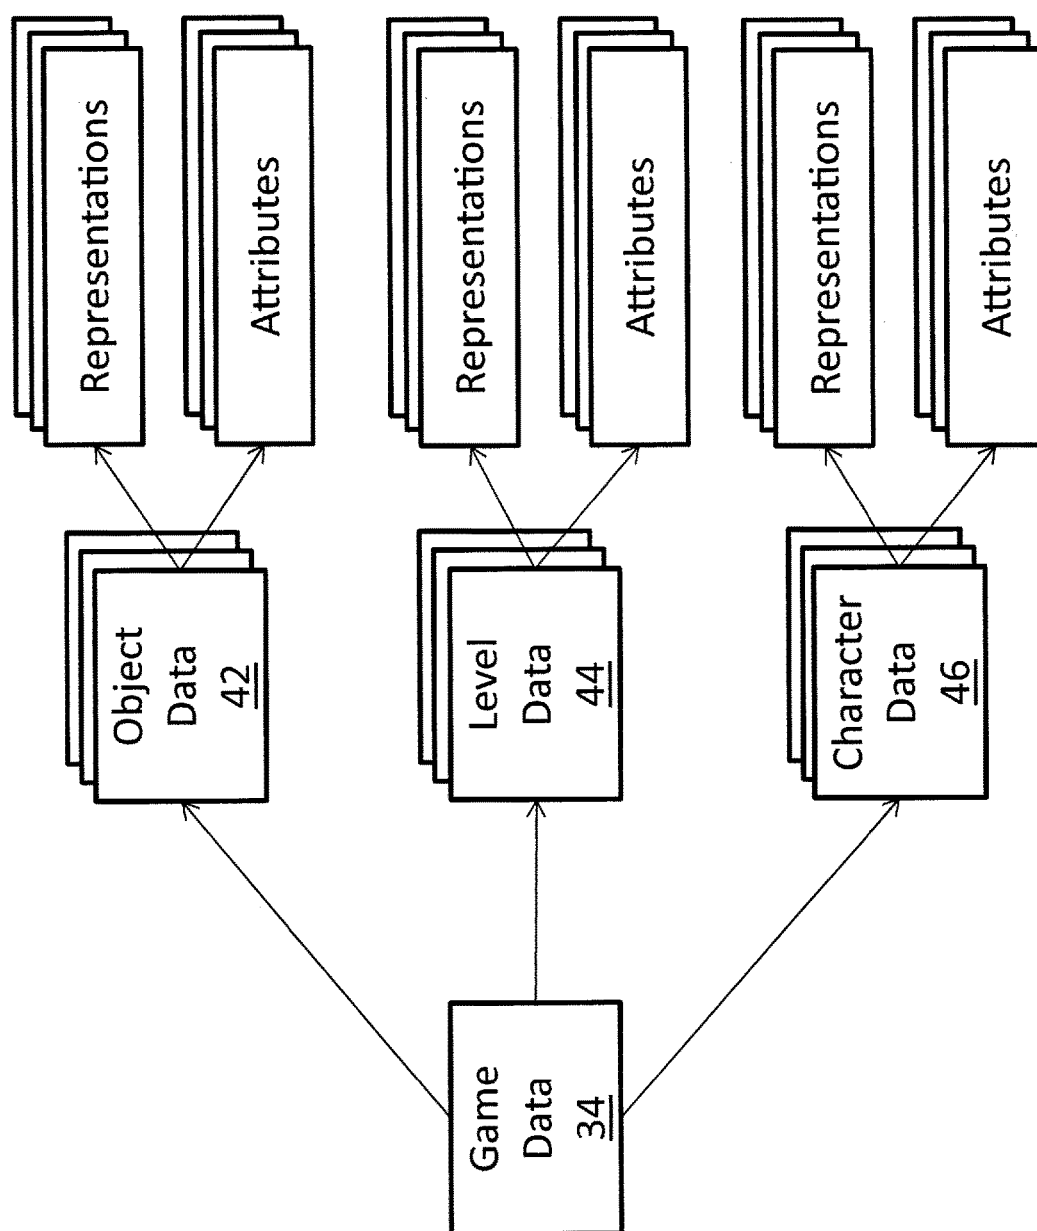 Game
Data
34
Object
Data
42
Representations
Attributes
Level
Data
44
Representations
Attributes
Character
Data
46
Representations
Attributes